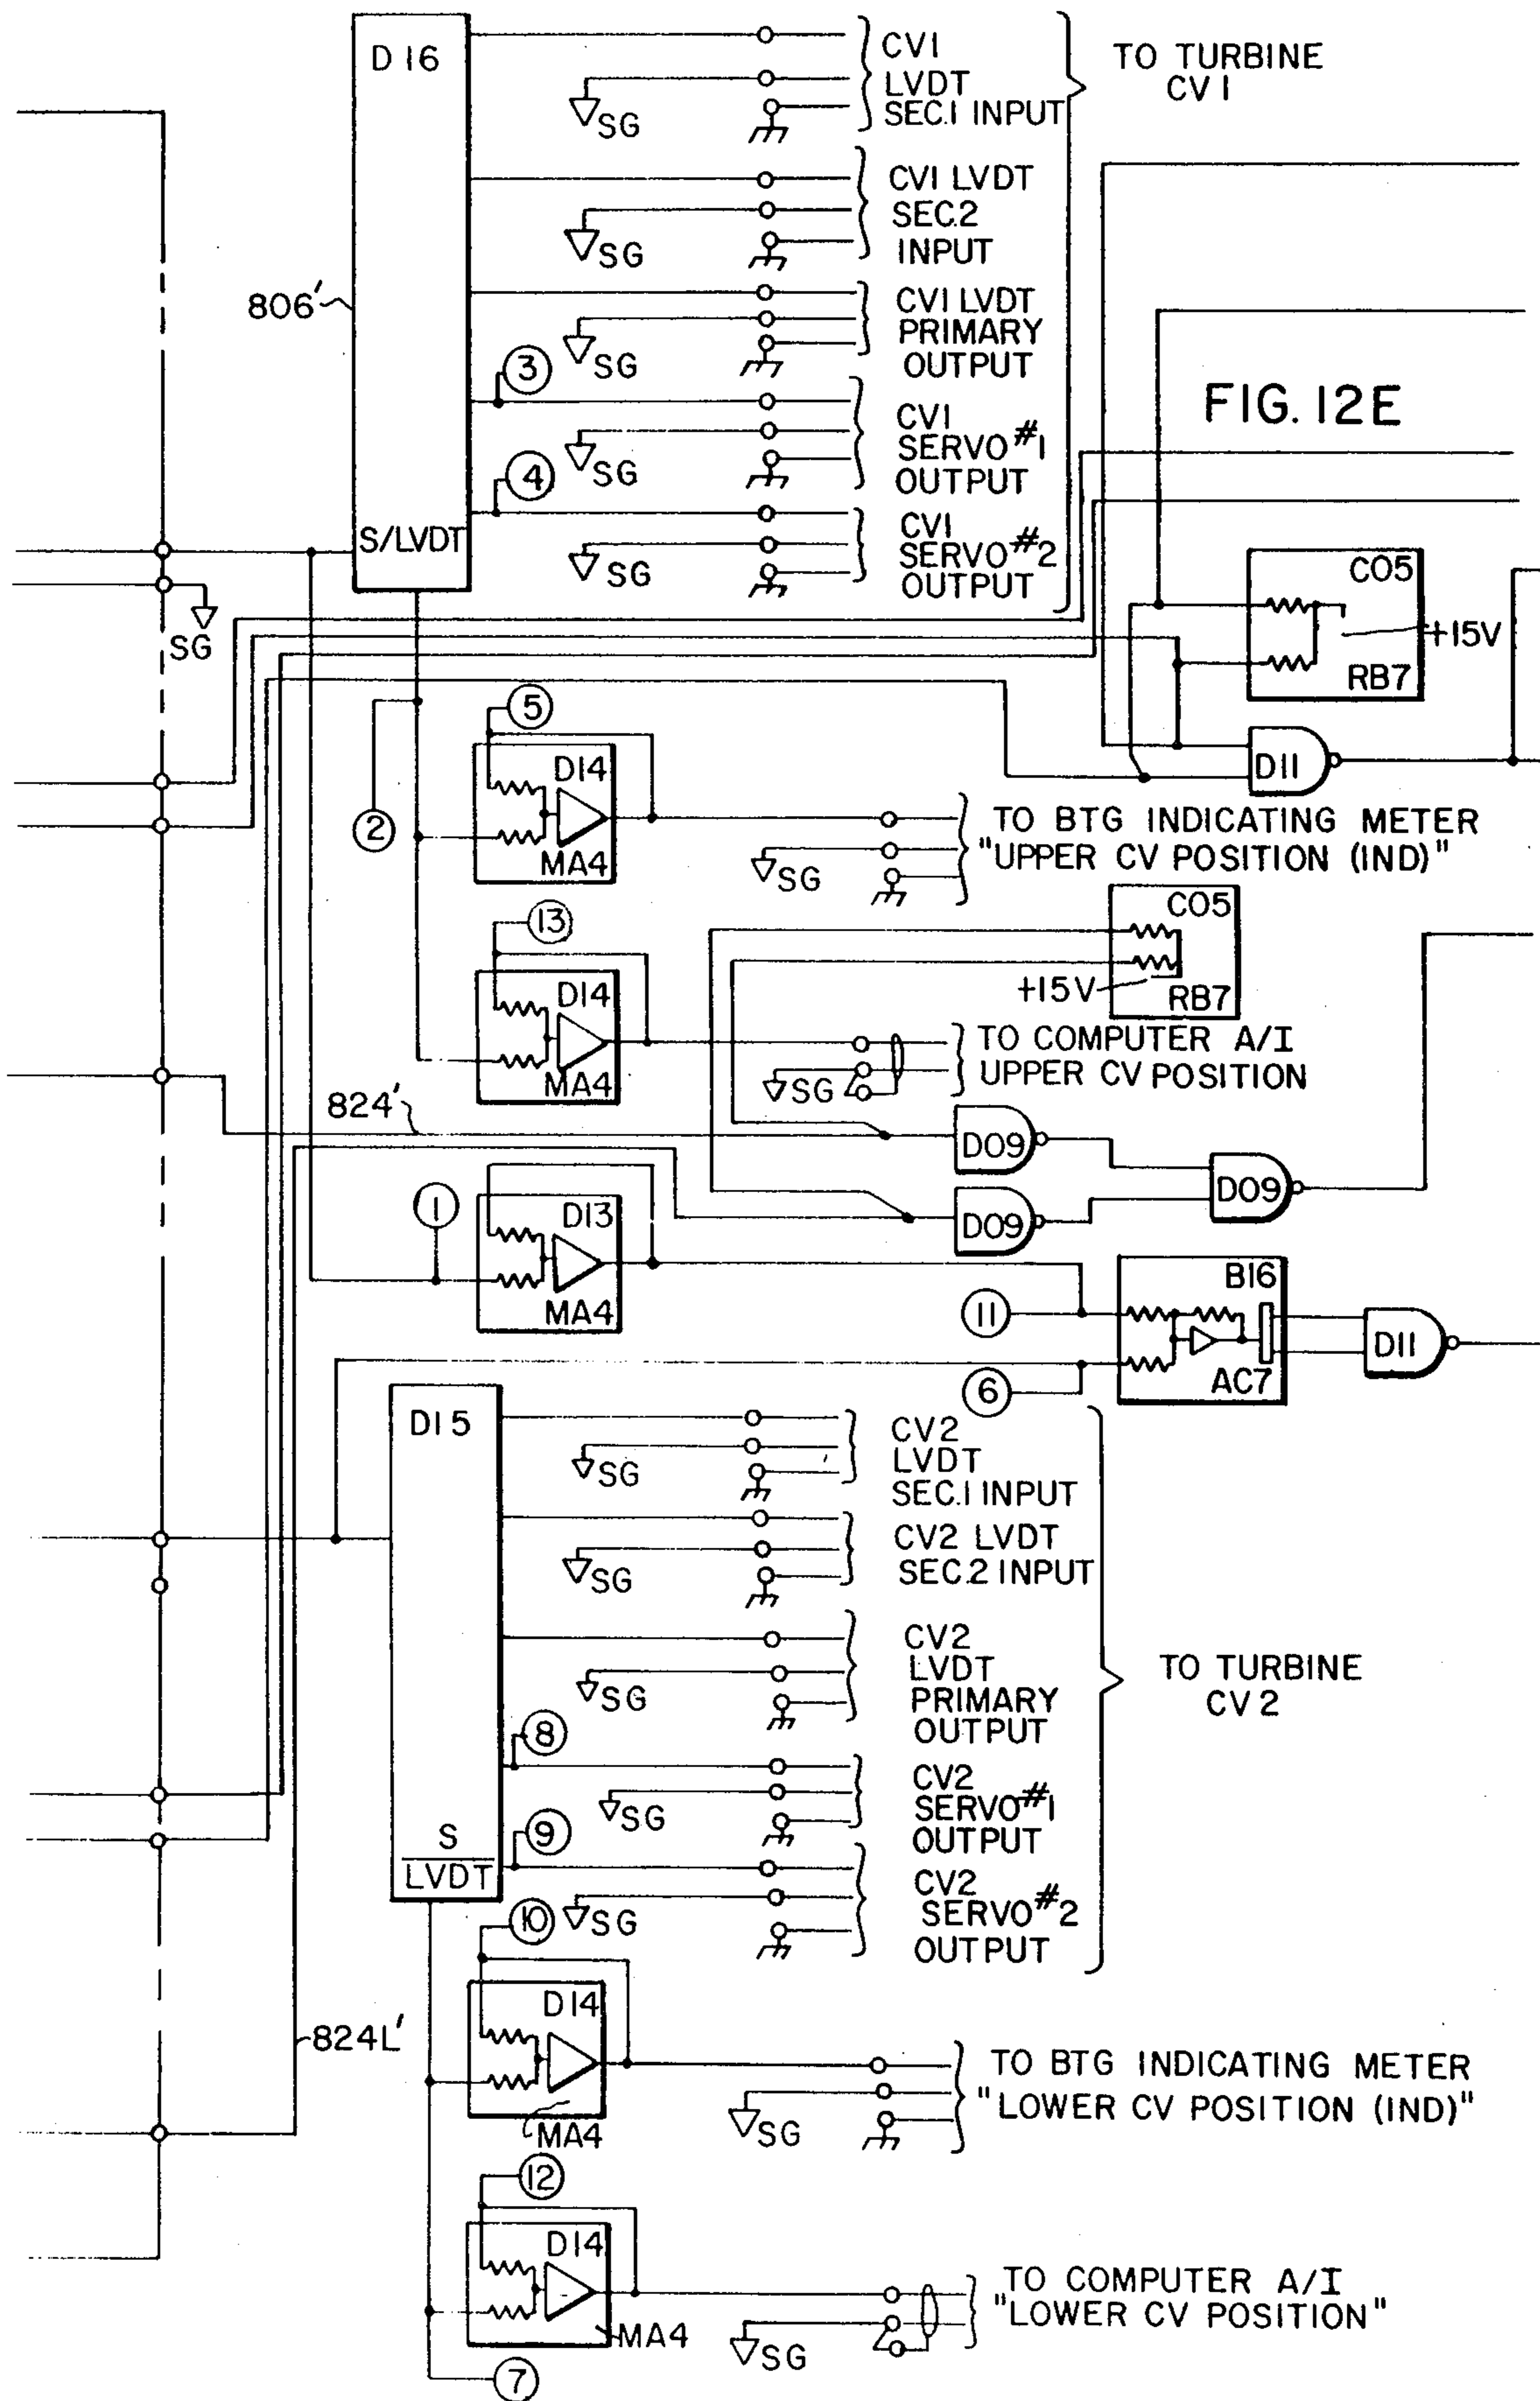 D16
CV1
LVDT
SEC.1 INPUT
TO TURBINE
CV1
SG
CV1 LVDT
SEC.2
INPUT
SG
806'
CV1 LVDT
PRIMARY
OUTPUT
SG
3
FIG. 12E
CV1
SERVO #1
OUTPUT
SG
4
S/LVDT
CV1
SERVO #2
OUTPUT
SG
SG
C05
+15V
RB7
5
D14
MA4
D11
2
TO BTG INDICATING METER
"UPPER CV POSITION (IND)"
SG
C05
+15V
RB7
13
D14
MA4
TO COMPUTER A/I
UPPER CV POSITION
SG
824'
D09
D09
D09
1
D13
MA4
11
B16
AC7
D11
6
D15
CV2
LVDT
SEC.1 INPUT
SG
CV2 LVDT
SEC.2 INPUT
SG
CV2
LVDT
PRIMARY
OUTPUT
SG
TO TURBINE
CV2
8
CV2
SERVO #1
OUTPUT
SG
9
S
LVDT
CV2
SERVO #2
OUTPUT
SG
10
D14
MA4
824L'
TO BTG INDICATING METER
"LOWER CV POSITION (IND)"
SG
12
D14
MA4
TO COMPUTER A/I
"LOWER CV POSITION"
SG
7